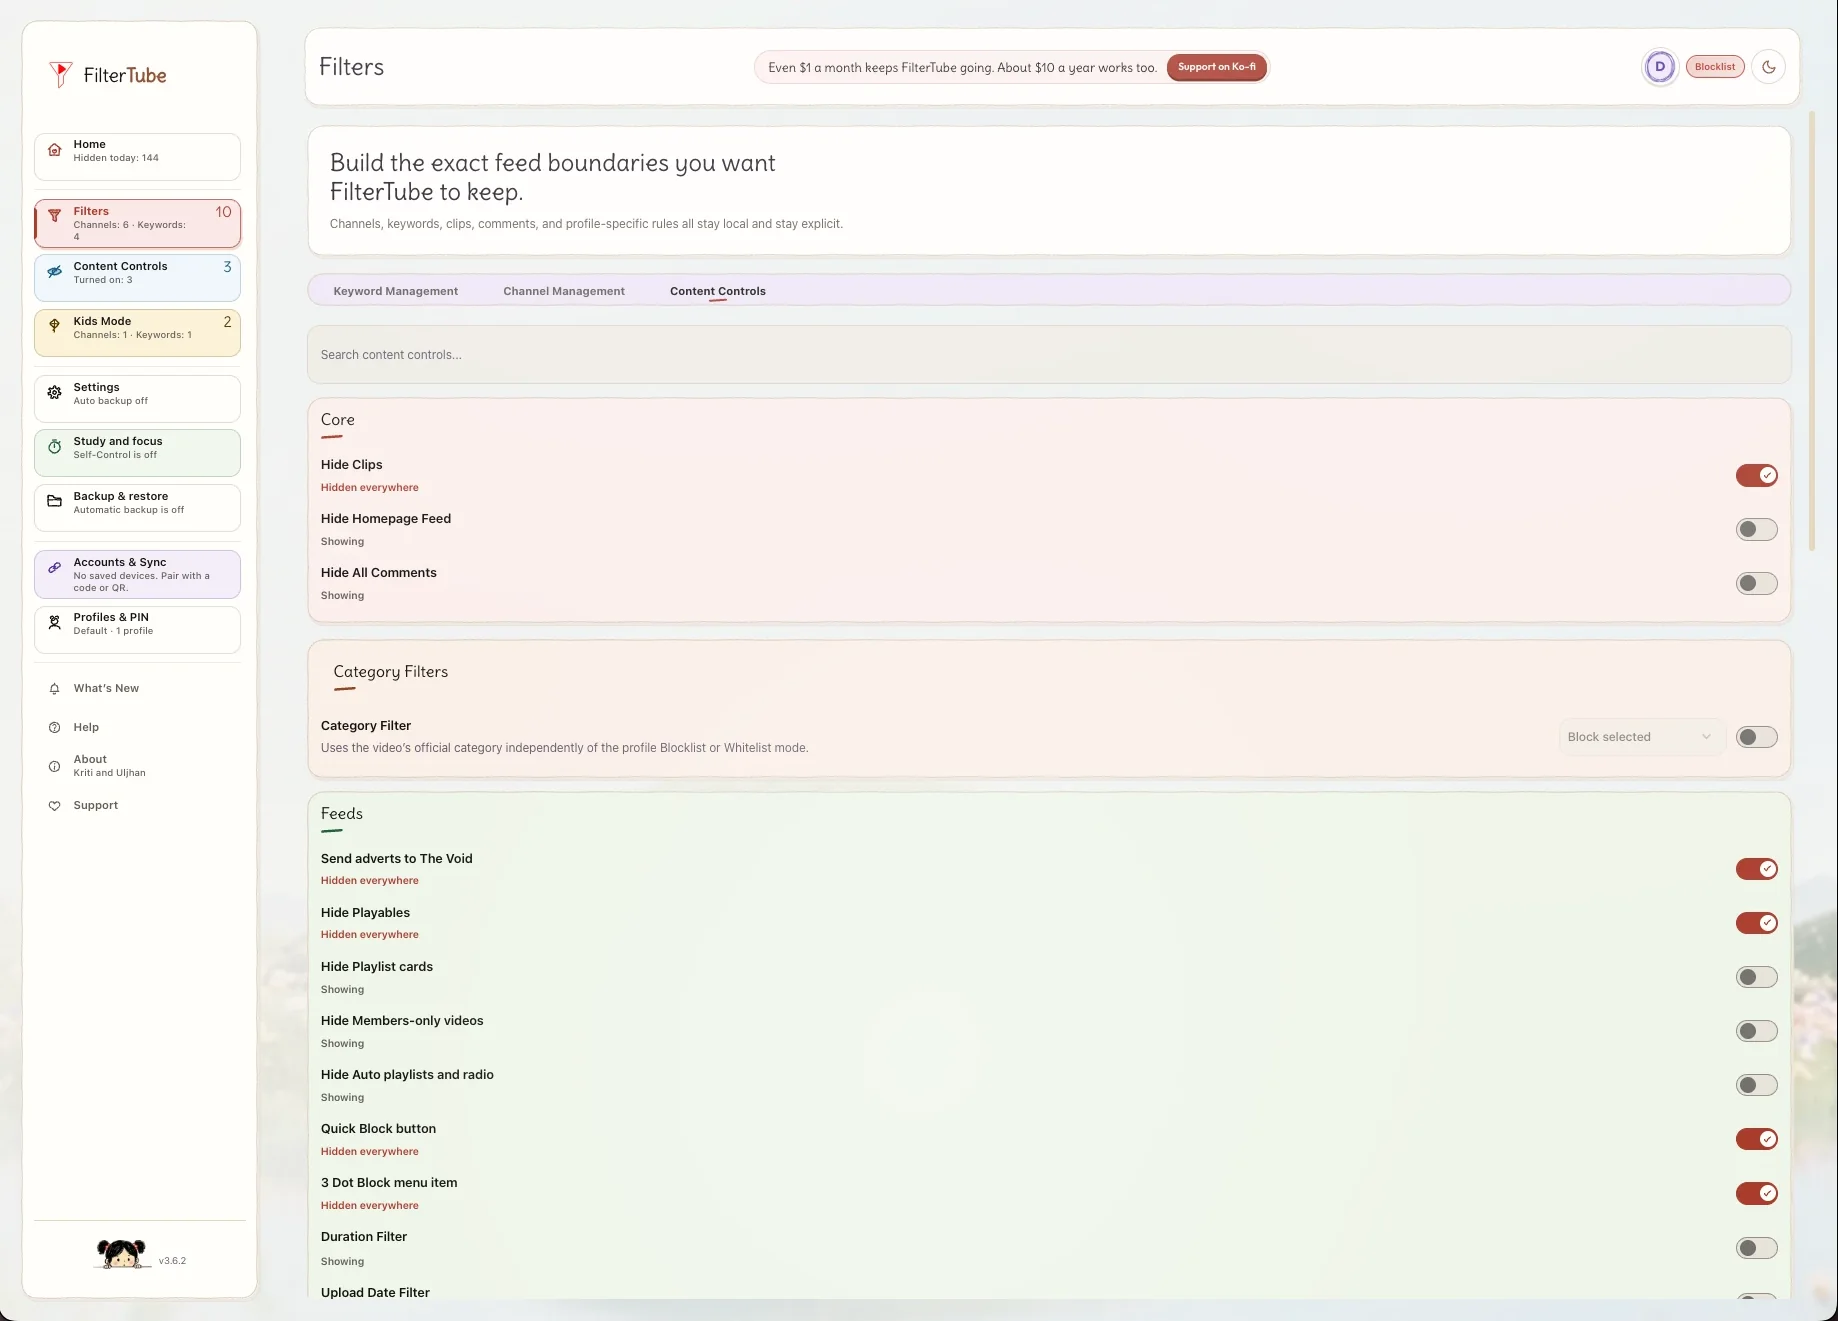 FilterTube
Home
Hidden today: 144
Filters
10
Channels: 6 · Keywords:
4
Content Controls
3
Turned on: 3
Kids Mode
2
Channels: 1 · Keywords: 1
Settings
Auto backup off
Study and focus
Self-Control is off
Backup & restore
Automatic backup is off
Accounts & Sync
No saved devices. Pair with a
code or QR.
Profiles & PIN
Default · 1 profile
What's New
Help
About
Kriti and Uljhan
Support
v3.6.2
Filters
Even $1 a month keeps FilterTube going. About $10 a year works too.
Support on Ko-fi
D
Blocklist
Build the exact feed boundaries you want
FilterTube to keep.
Channels, keywords, clips, comments, and profile-specific rules all stay local and stay explicit.
Keyword Management
Channel Management
Content Controls
Search content controls...
Core
Hide Clips
Hidden everywhere
Hide Homepage Feed
Showing
Hide All Comments
Showing
Category Filters
Category Filter
Uses the video's official category independently of the profile Blocklist or Whitelist mode.
Block selected
Feeds
Send adverts to The Void
Hidden everywhere
Hide Playables
Hidden everywhere
Hide Playlist cards
Showing
Hide Members-only videos
Showing
Hide Auto playlists and radio
Showing
Quick Block button
Hidden everywhere
3 Dot Block menu item
Hidden everywhere
Duration Filter
Showing
Upload Date Filter